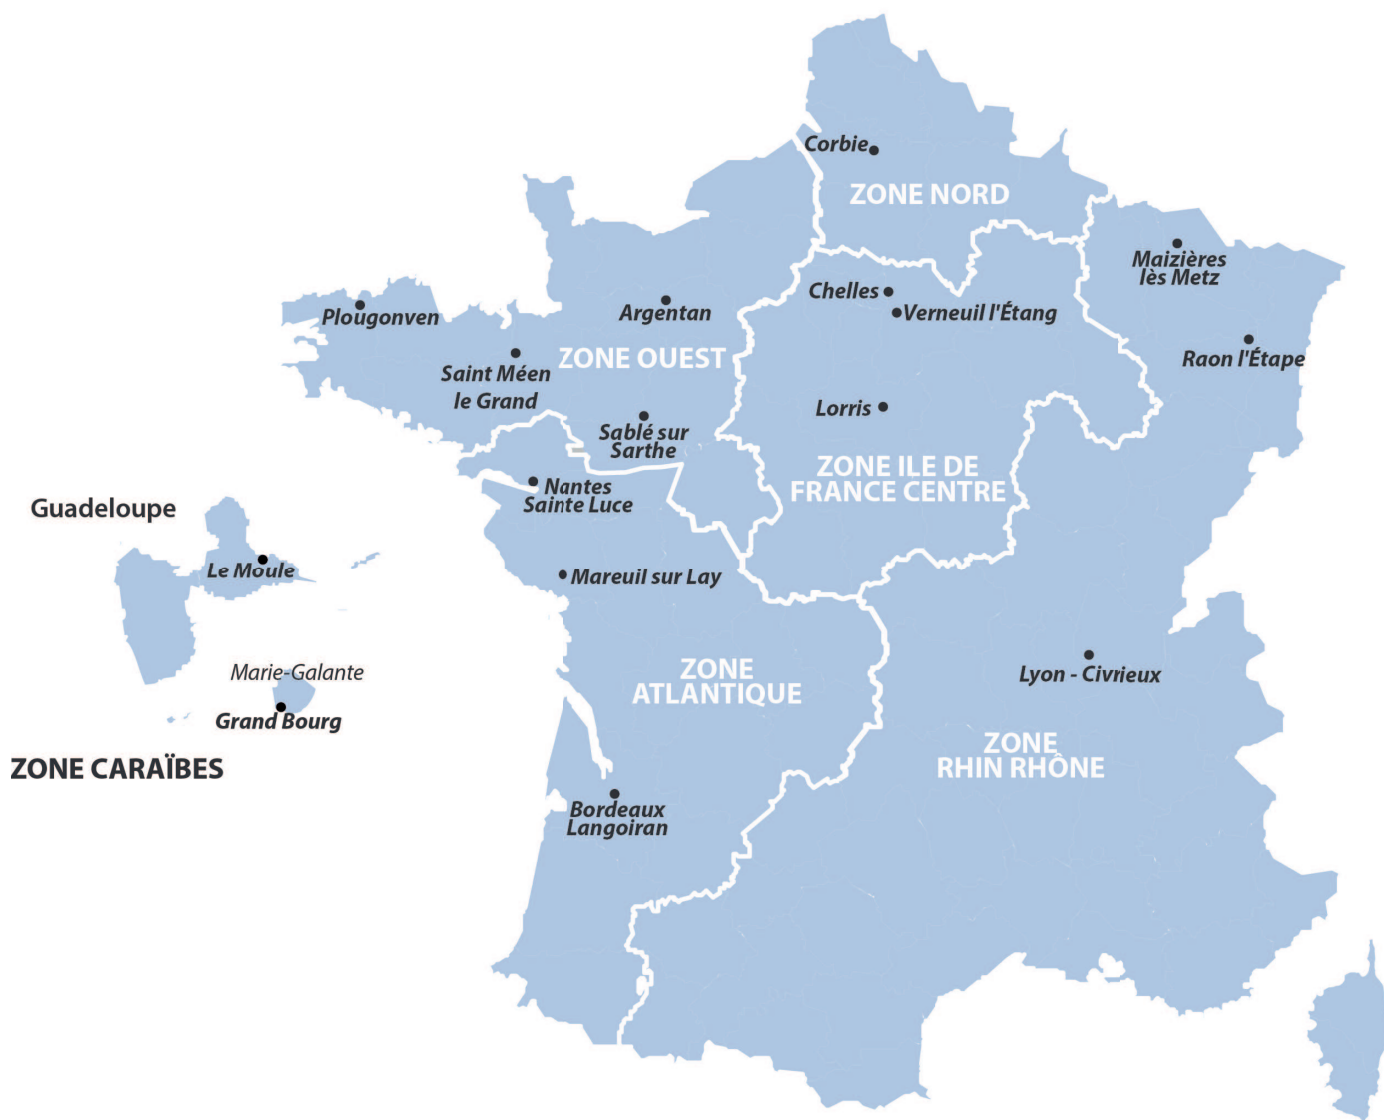 Corbie
ZONE NORD
Maizières
lès Metz
Chelles
Verneuil l'Étang
Plougonven
Argentan
Saint Méen
le Grand
ZONE OUEST
Raon l'Étape
Lorris
Sablé sur
Sarthe
ZONE ILE DE
FRANCE CENTRE
Nantes
Sainte Luce
Guadeloupe
Le Moule
Mareuil sur Lay
Marie-Galante
Grand Bourg
ZONE CARAÏBES
ZONE
ATLANTIQUE
Lyon - Civrieux
ZONE
RHIN RHÔNE
Bordeaux
Langoiran